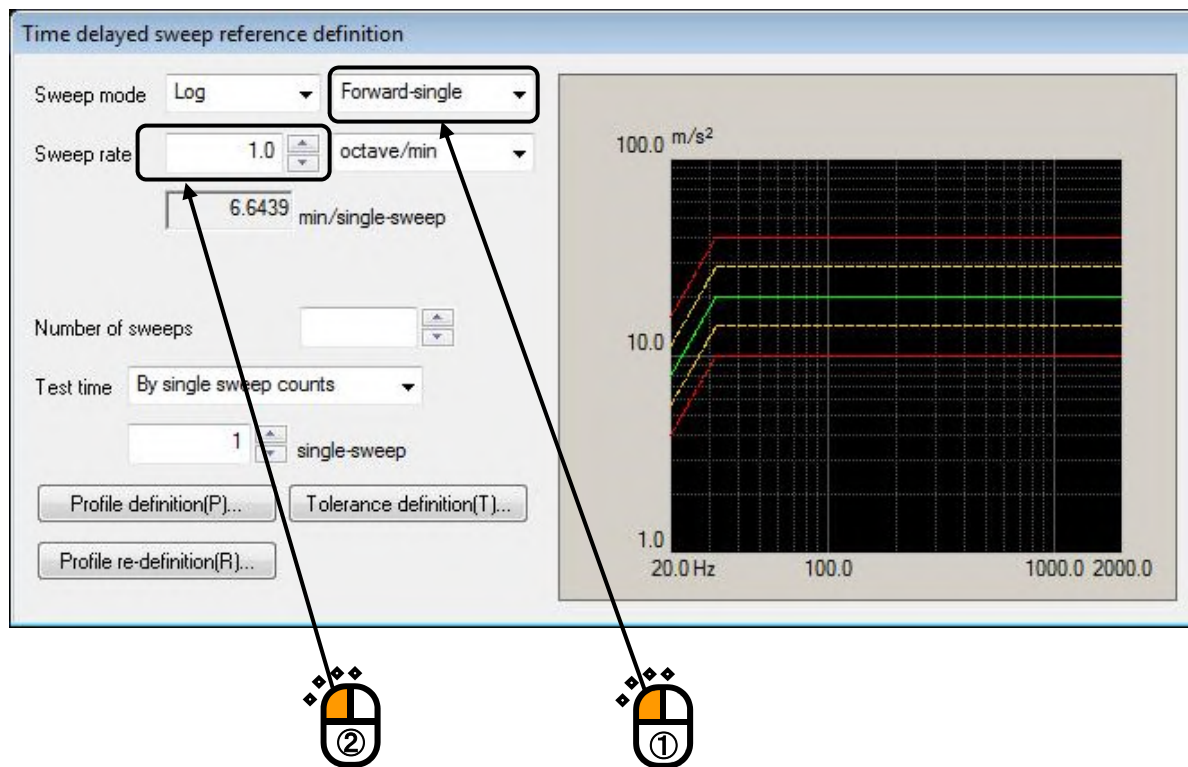 Time delayed sweep reference definition
Sweep mode Log Forward-single
Sweep rate 1.0 octave/min
6.6439 min/single-sweep
Number of sweeps
Test time By single sweep counts
1 single-sweep
Profile definition(P)... Tolerance definition(T)...
Profile re-definition(R)...
100.0 m/s²
10.0
1.0
20.0 Hz 100.0 1000.0 2000.0
② ①